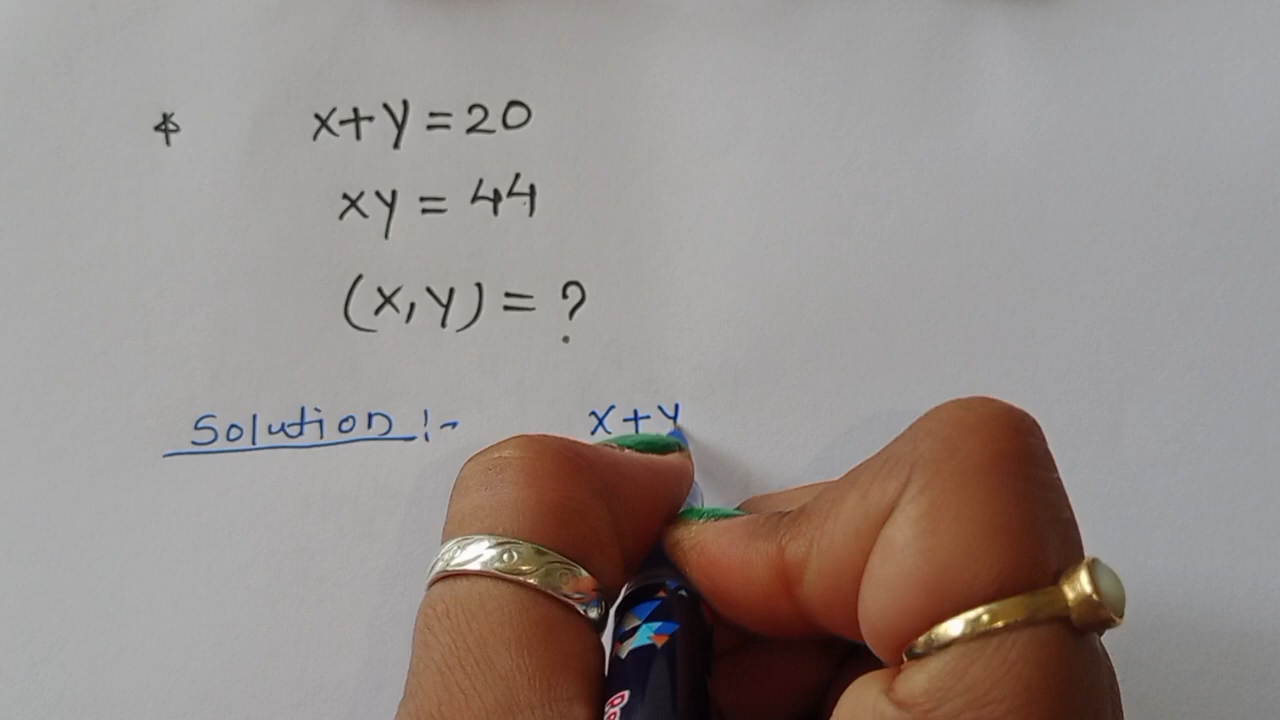 * x+y=20
xy = 44
(x,y) = ?
Solution :- x+y